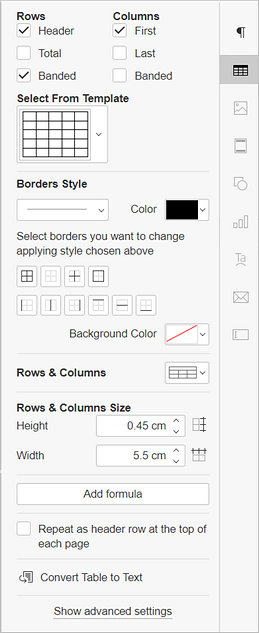 Rows Columns
Header First
Total Last
Banded Banded
Select From Template
Borders Style
Color
Select borders you want to change
applying style chosen above
Background Color
Rows & Columns
Rows & Columns Size
Height 0.45 cm
Width 5.5 cm
Add formula
Repeat as header row at the top of
each page
Convert Table to Text
Show advanced settings
Ta